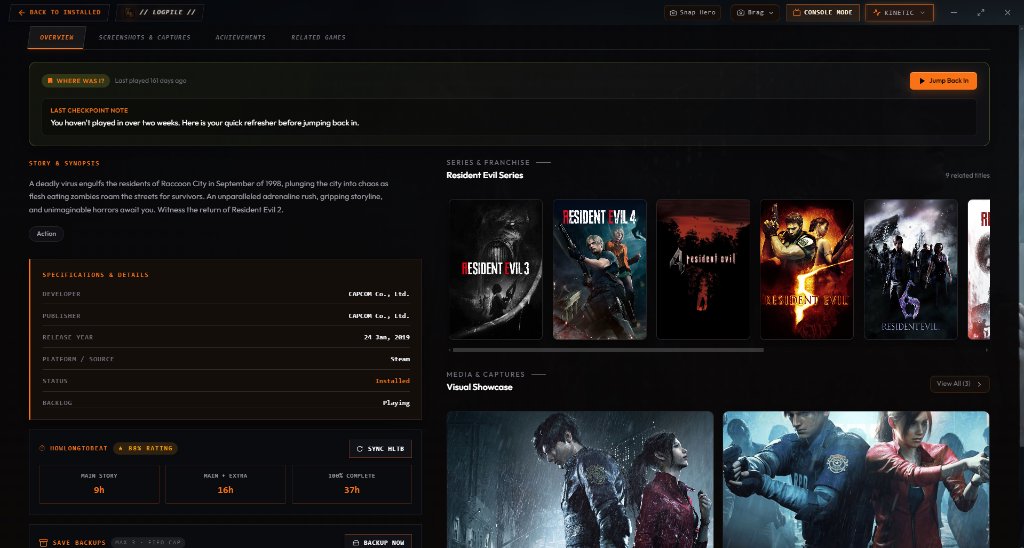 BACK TO INSTALLED
// LOGPILE //
Snap Hero
Brag
CONSOLE MODE
KINETIC
OVERVIEW
SCREENSHOTS & CAPTURES
ACHIEVEMENTS
RELATED GAMES
WHERE WAS I?
Last played 161 days ago
Jump Back In
LAST CHECKPOINT NOTE
You haven't played in over two weeks. Here is your quick refresher before jumping back in.
STORY & SYNOPSIS
A deadly virus engulfs the residents of Raccoon City in September of 1998, plunging the city into chaos as
flesh eating zombies roam the streets for survivors. An unparalleled adrenaline rush, gripping storyline,
and unimaginable horrors await you. Witness the return of Resident Evil 2.
Action
SPECIFICATIONS & DETAILS
DEVELOPER
CAPCOM Co., Ltd.
PUBLISHER
CAPCOM Co., Ltd.
RELEASE YEAR
24 Jan, 2019
PLATFORM / SOURCE
Steam
STATUS
Installed
BACKLOG
Playing
HOWLONGTOBEAT
88% RATING
SYNC HLTB
MAIN STORY
9h
MAIN + EXTRA
16h
100% COMPLETE
37h
SAVE BACKUPS
MAX 3 · FIFO CAP
BACKUP NOW
SERIES & FRANCHISE
Resident Evil Series
9 related titles
RESIDENT EVIL 3
RESIDENT EVIL 4
resident evil
RESIDENT EVIL
5
6
RESIDENT EVIL
MEDIA & CAPTURES
Visual Showcase
View All (3)